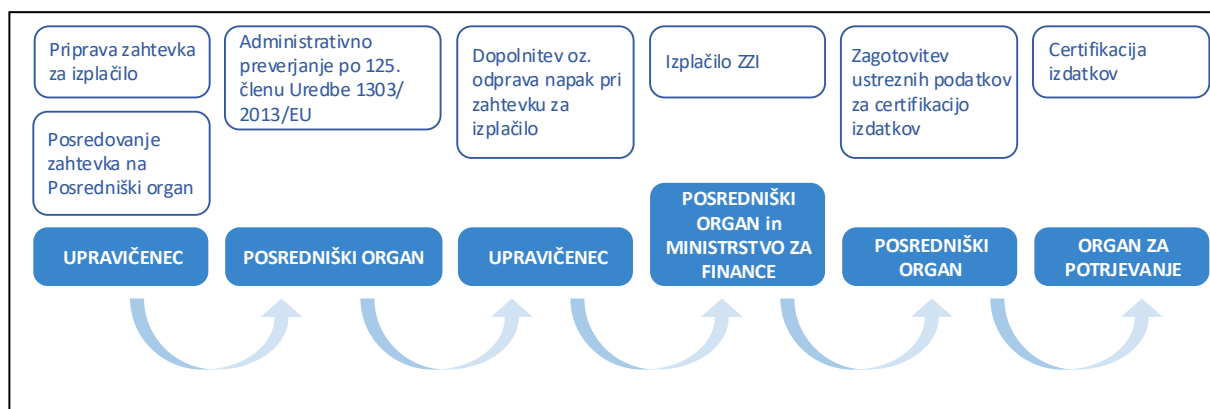 Priprava zahtevka
za izplačilo
Posredovanje
zahtevka na
Posredniški organ
UPRAVIČENEC
Administrativno
preverjanje po 125.
členu Uredbe 1303/
2013/EU
POSREDNIŠKI ORGAN
Dopolnitev oz.
odprava napak pri
zahtevku za
izplačilo
UPRAVIČENEC
Izplačilo ZZI
POSREDNIŠKI
ORGAN in
MINISTRSTVO ZA
FINANCE
Zagotovitev
ustreznih podatkov
za certifikacijo
izdatkov
POSREDNIŠKI
ORGAN
Certifikacija
izdatkov
ORGAN ZA
POTRJEVANJE